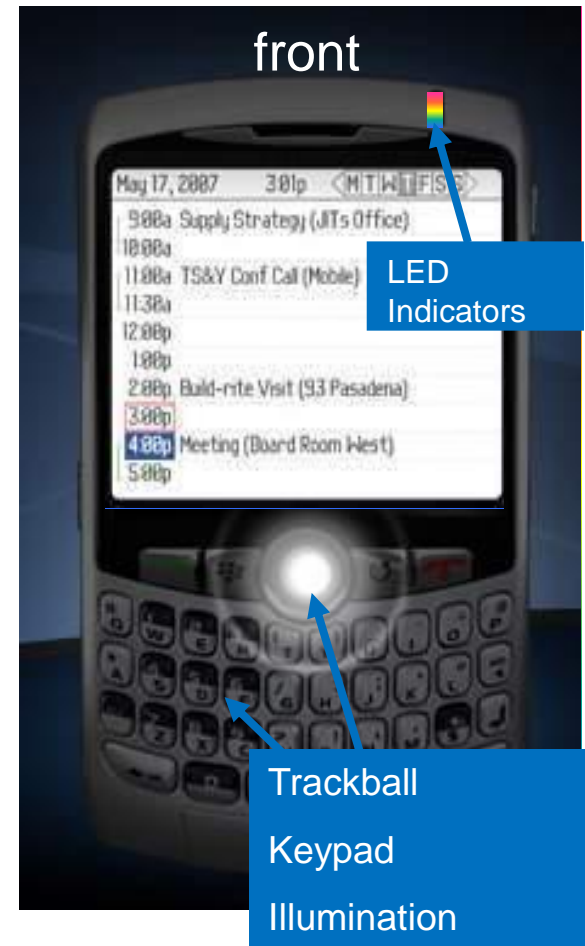 front
May 17, 2007 3:01p <MTWTFSS>
9:00a Supply Strategy (JITs Office)
10:00a
11:00a TS&Y Conf Call (Mobile)
11:30a
12:00p
1:00p
2:00p Build-rite Visit (93 Pasadena)
3:00p
4:00p Meeting (Board Room West)
5:00p
LED
Indicators
Q W E R T I O P
A S D F G H J K L
Z X C M
Trackball
Keypad
Illumination